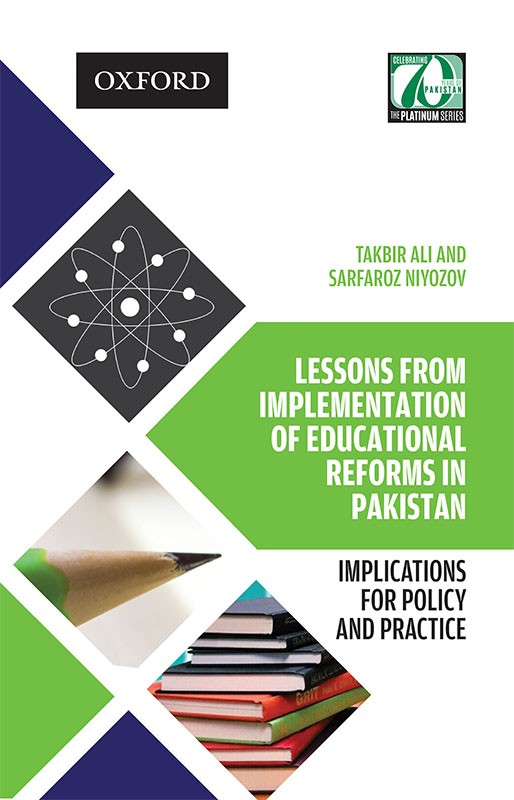 OXFORD
CELEBRATING
70
YEARS OF
PAKISTAN
THE PLATINUM SERIES
TAKBIR ALI AND
SARFAROZ NIYOZOV
LESSONS FROM
IMPLEMENTATION
OF EDUCATIONAL
REFORMS IN
PAKISTAN
IMPLICATIONS
FOR POLICY
AND PRACTICE
GRIT